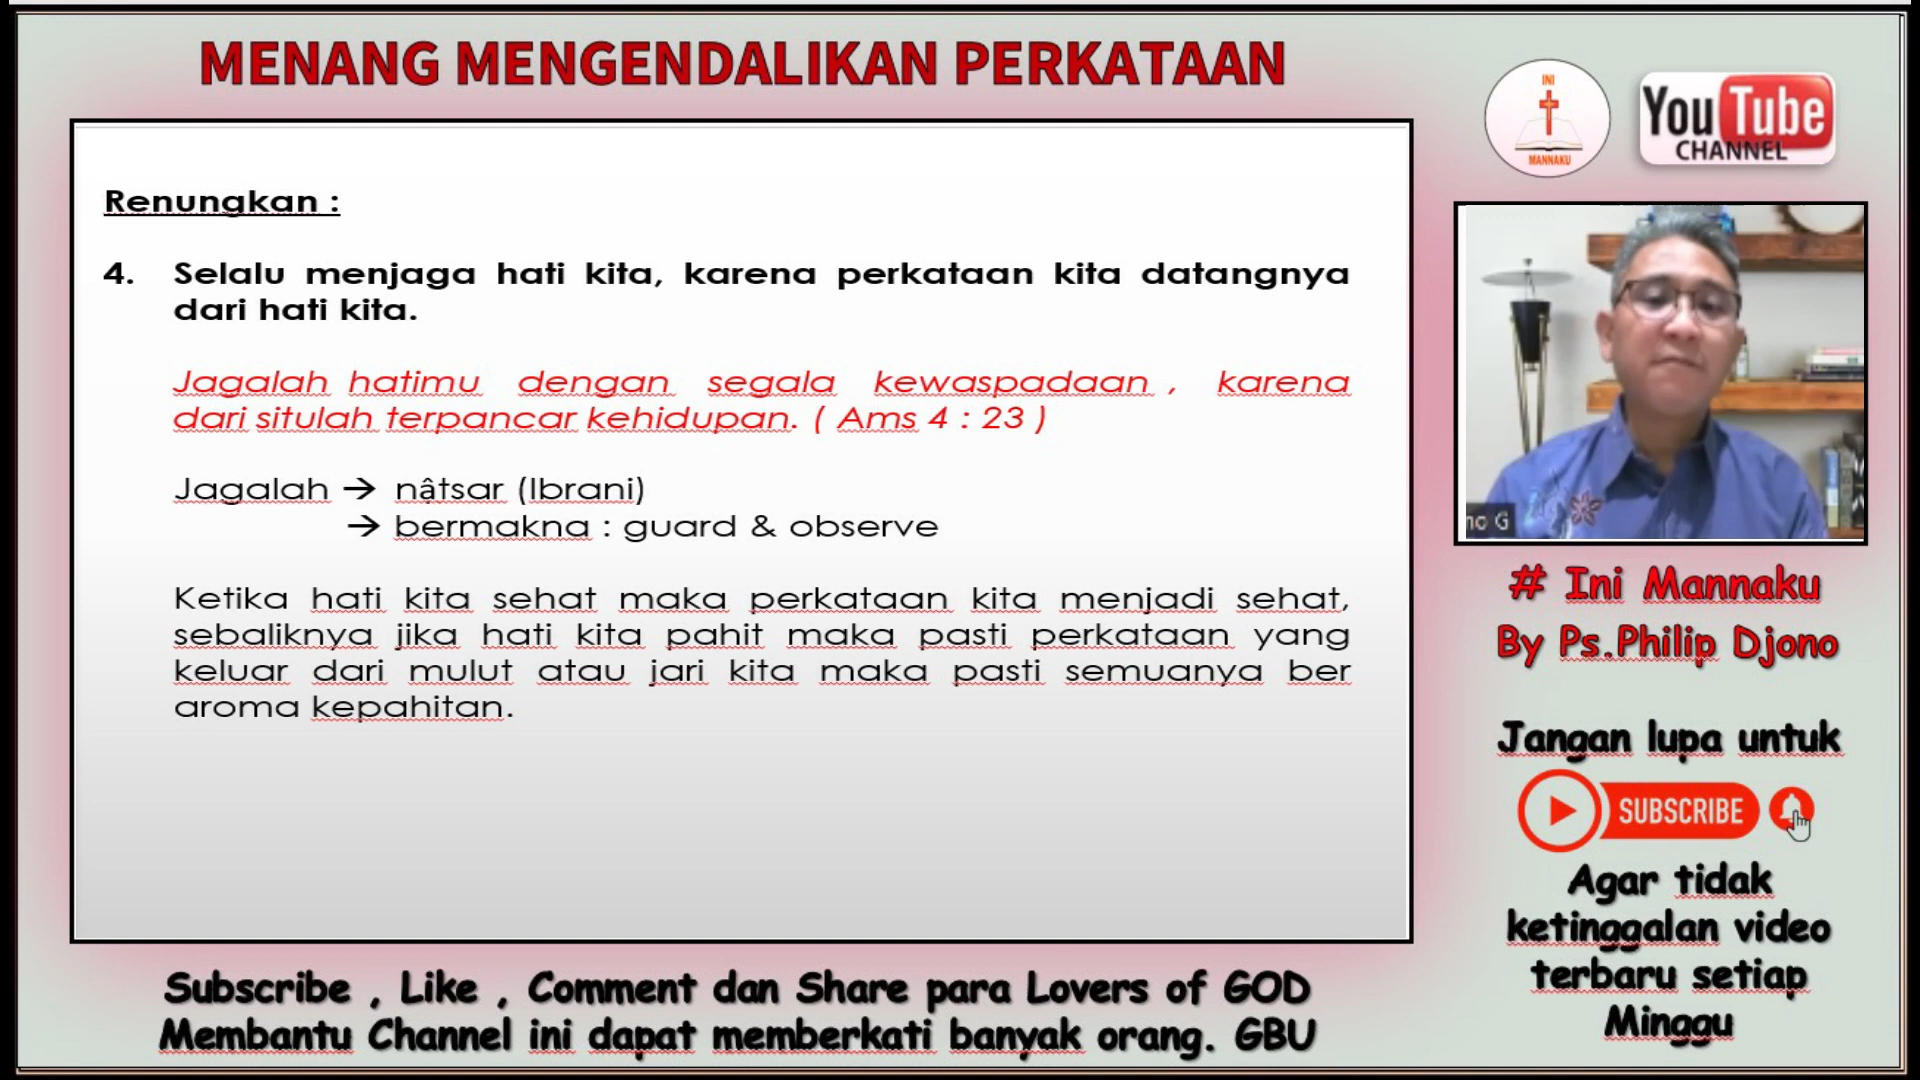 MENANG MENGENDALIKAN PERKATAAN
INI
MANNAKU
YouTube
CHANNEL
Renungkan :
4. Selalu menjaga hati kita, karena perkataan kita datangnya
dari hati kita.
Jagalah hatimu dengan segala kewaspadaan , karena
dari situlah terpancar kehidupan. ( Ams 4 : 23 )
Jagalah → nâtsar (Ibrani)
→ bermakna : guard & observe
Ketika hati kita sehat maka perkataan kita menjadi sehat,
sebaliknya jika hati kita pahit maka pasti perkataan yang
keluar dari mulut atau jari kita maka pasti semuanya ber
aroma kepahitan.
no G
# Ini Mannaku
By Ps.Philip Djono
Jangan lupa untuk
SUBSCRIBE
Agar tidak
ketinggalan video
terbaru setiap
Minggu
Subscribe , Like , Comment dan Share para Lovers of GOD
Membantu Channel ini dapat memberkati banyak orang. GBU